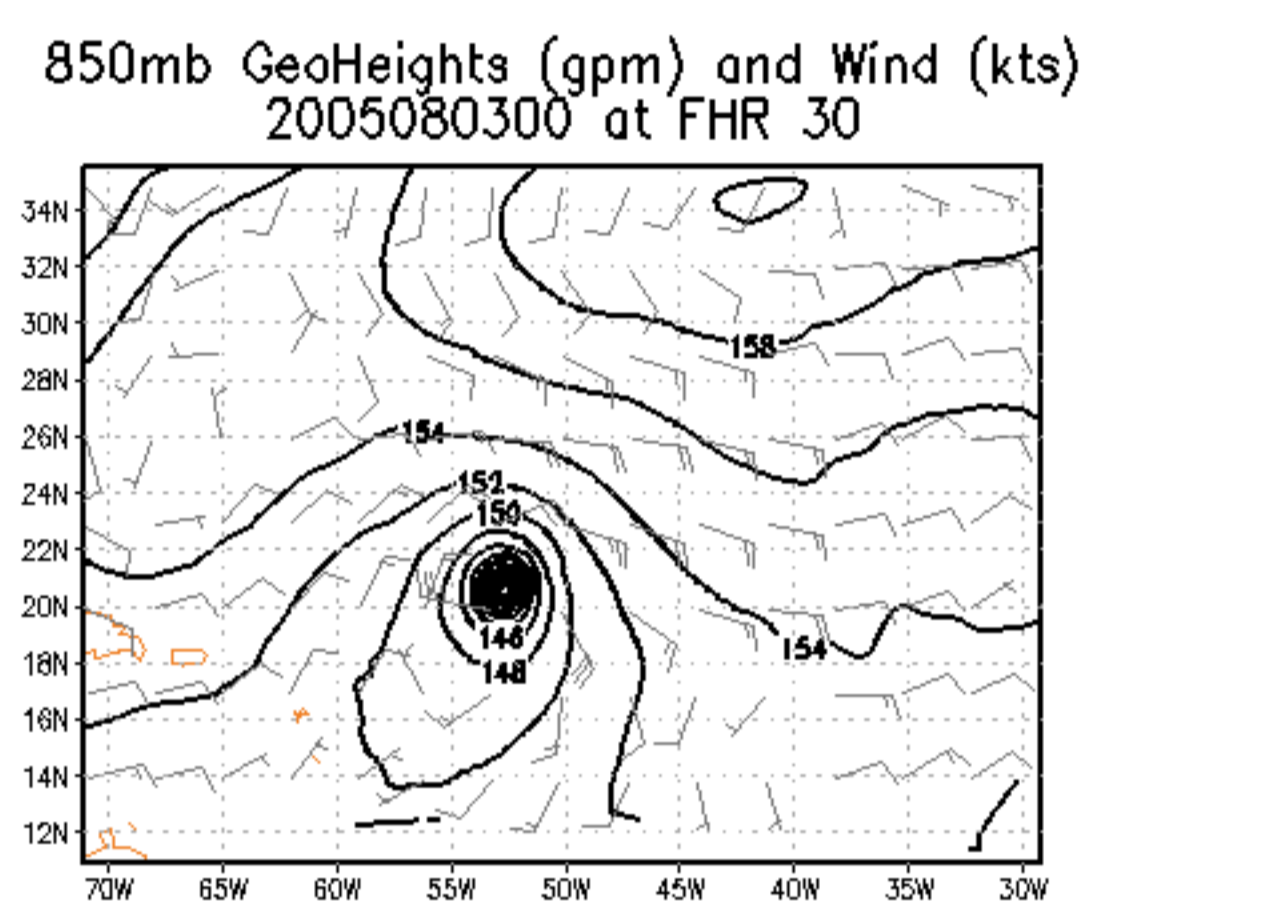 850mb GeoHeights (gpm) and Wind (kts)
2005080300 at FHR 30
34N
32N
30N
158
28N
26N
154
24N
152
150
22N
20N
146
154
18N
148
16N
14N
12N
70W 65W 60W 55W 50W 45W 40W 35W 30W